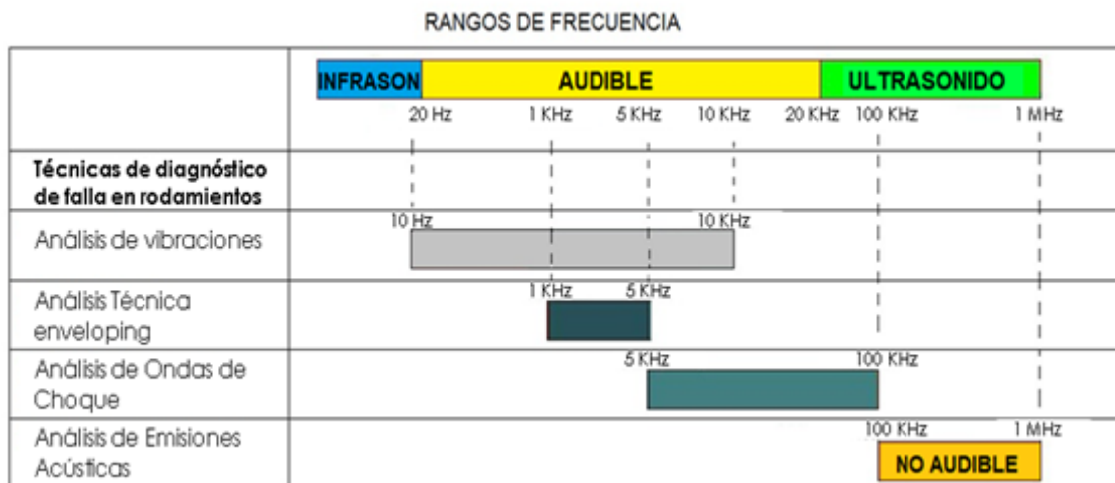 RANGOS DE FRECUENCIA
INFRASON AUDIBLE ULTRASONIDO
20 Hz 1 KHz 5 KHz 10 KHz 20 KHz 100 KHz 1 MHz
Técnicas de diagnóstico
de falla en rodamientos
10 Hz 10 KHz
Análisis de vibraciones
1 KHz 5 KHz
Análisis Técnica
enveloping
5 KHz 100 KHz
Análisis de Ondas de
Choque
100 KHz 1 MHz
Análisis de Emisiones
Acústicas
NO AUDIBLE